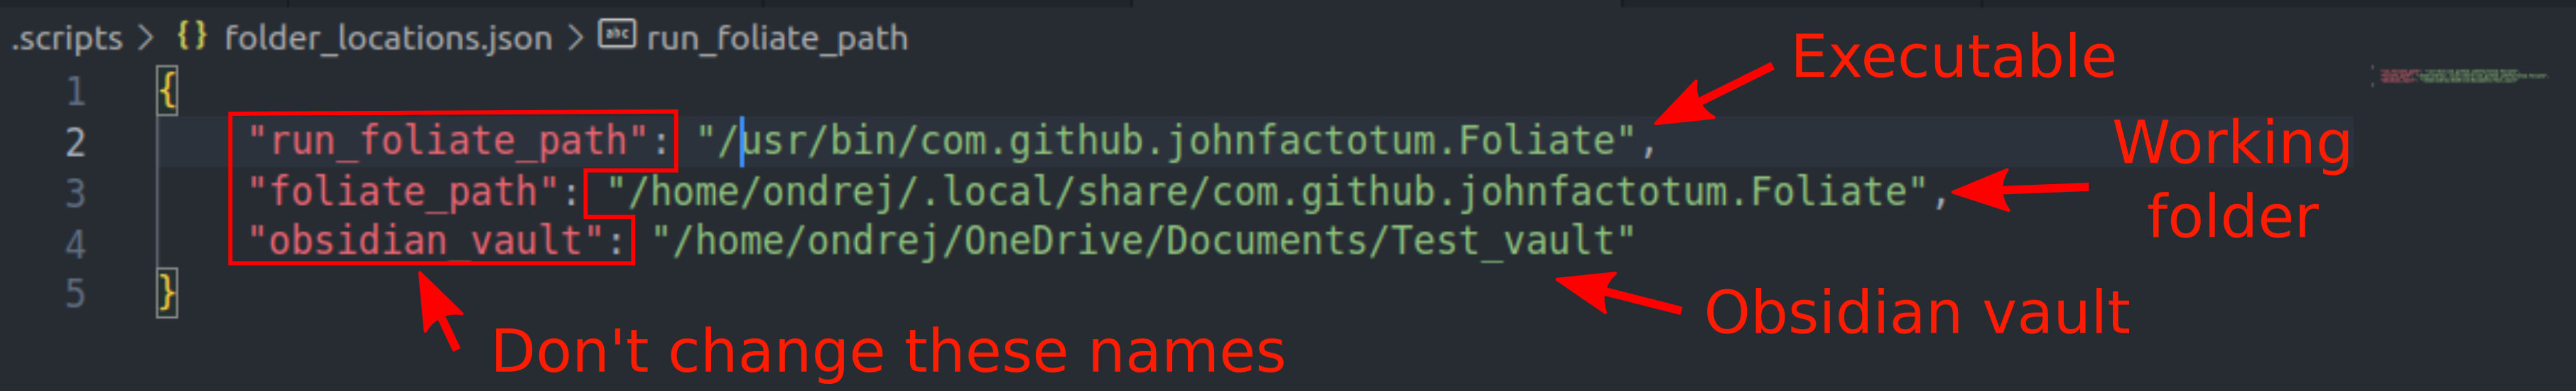 .scripts > {} folder_locations.json > abc run_foliate_path
Executable
1 {
2 "run_foliate_path": "/usr/bin/com.github.johnfactotum.Foliate",
Working
folder
3 "foliate_path": "/home/ondrej/.local/share/com.github.johnfactotum.Foliate",
4 "obsidian_vault": "/home/ondrej/OneDrive/Documents/Test_vault"
5 }
Obsidian vault
Don't change these names